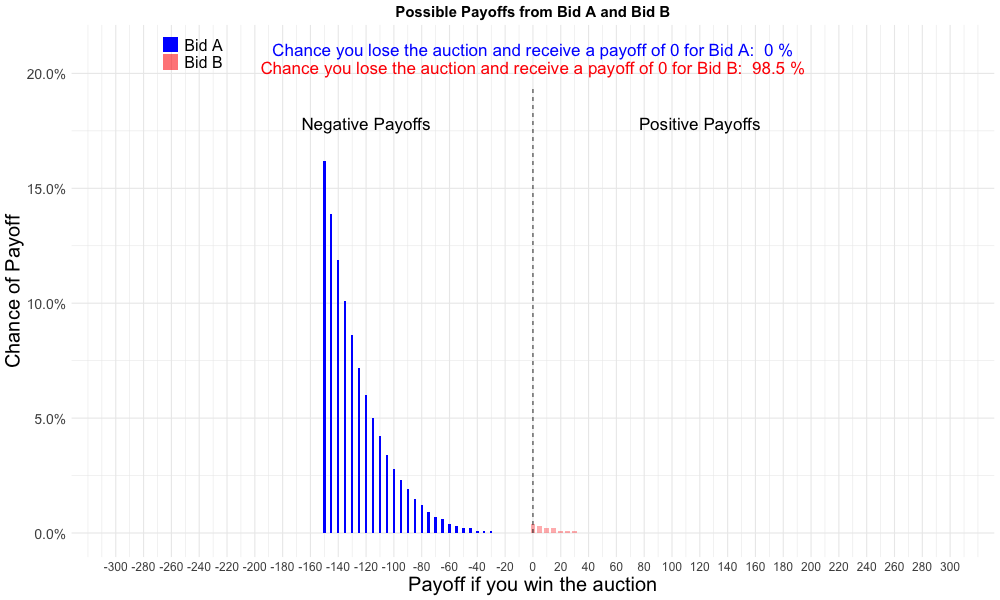 Possible Payoffs from Bid A and Bid B
Bid A
Bid B
Chance you lose the auction and receive a payoff of 0 for Bid A:  0 %
Chance you lose the auction and receive a payoff of 0 for Bid B:  98.5 %
Negative Payoffs
Positive Payoffs
Chance of Payoff
20.0%
15.0%
10.0%
5.0%
0.0%
-300 -280 -260 -240 -220 -200 -180 -160 -140 -120 -100 -80 -60 -40 -20 0 20 40 60 80 100 120 140 160 180 200 220 240 260 280 300
Payoff if you win the auction